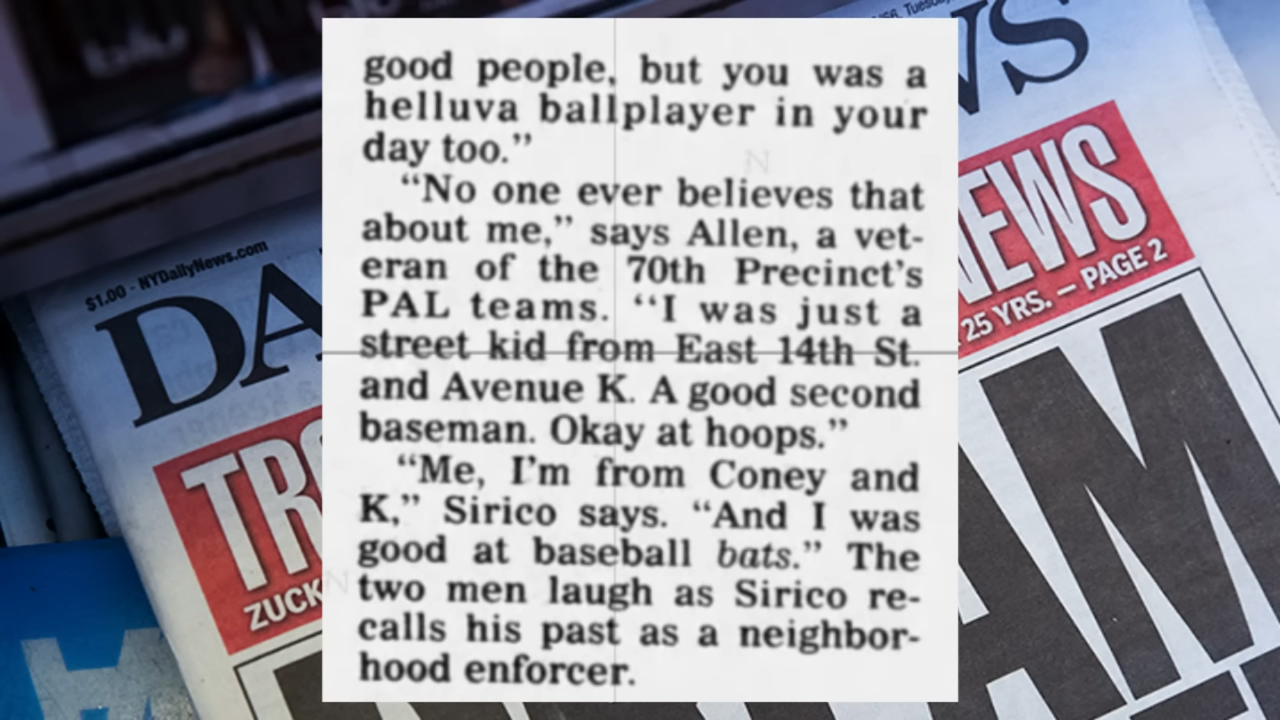 good people, but you was a
helluva ballplayer in your
day too.”
“No one ever believes that
about me,” says Allen, a vet-
eran of the 70th Precinct’s
PAL teams. “I was just a
street kid from East 14th St.
and Avenue K. A good second
baseman. Okay at hoops.”
“Me, I’m from Coney and
K,” Sirico says. “And I was
good at baseball bats.” The
two men laugh as Sirico re-
calls his past as a neighbor-
hood enforcer.
$1.00 - NYDailyNews.com
DA
TRO
ZUCK
WS
NEWS
25 YRS. – PAGE 2
AM